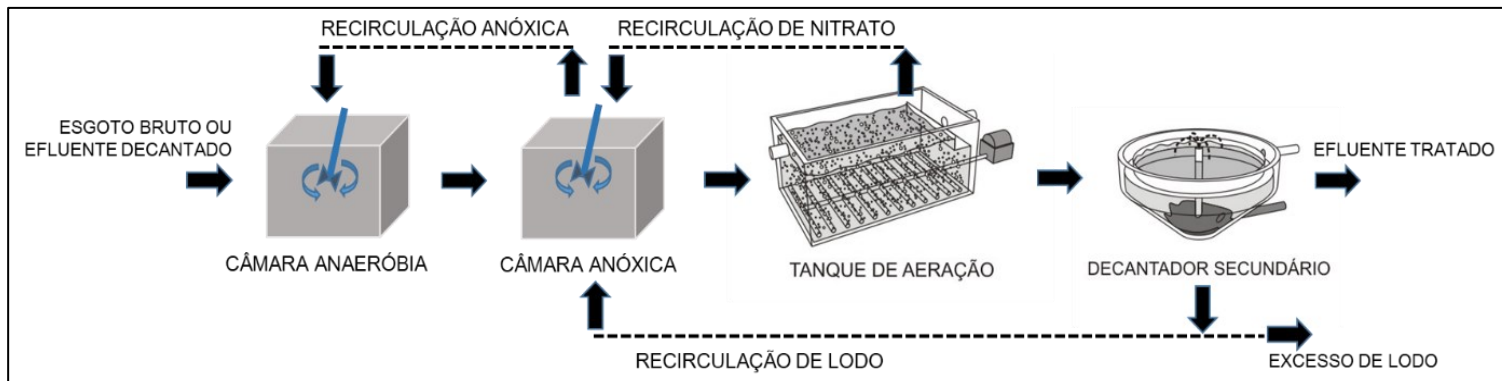 RECIRCULAÇÃO ANÓXICA
RECIRCULAÇÃO DE NITRATO
ESGOTO BRUTO OU
EFLUENTE DECANTADO
EFLUENTE TRATADO
CÂMARA ANAERÓBIA
CÂMARA ANÓXICA
TANQUE DE AERAÇÃO
DECANTADOR SECUNDÁRIO
RECIRCULAÇÃO DE LODO
EXCESSO DE LODO